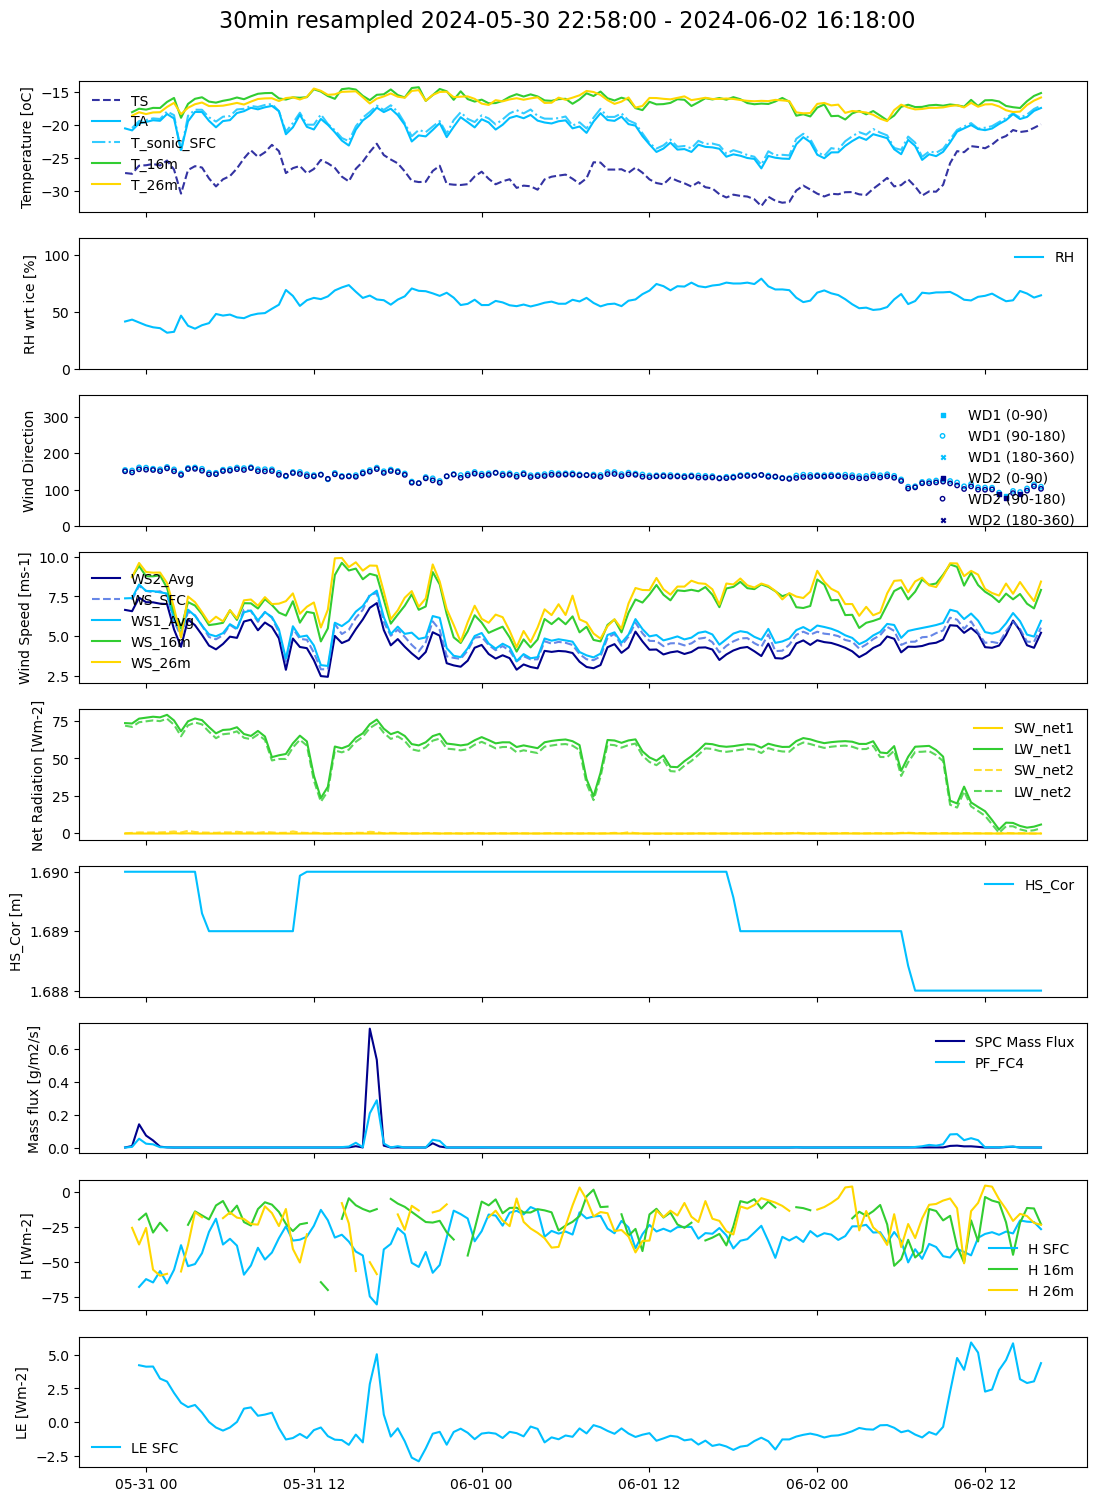 30min resampled 2024-05-30 22:58:00 - 2024-06-02 16:18:00
Temperature [oC]
−15
−20
−25
−30
TS
TA
T_sonic_SFC
T_16m
T_26m
RH wrt ice [%]
100
50
0
RH
Wind Direction
300
200
100
0
WD1 (0-90)
WD1 (90-180)
WD1 (180-360)
WD2 (0-90)
WD2 (90-180)
WD2 (180-360)
Wind Speed [ms-1]
10.0
7.5
5.0
2.5
WS2_Avg
WS_SFC
WS1_Avg
WS_16m
WS_26m
Net Radiation [Wm-2]
75
50
25
0
SW_net1
LW_net1
SW_net2
LW_net2
HS_Cor [m]
1.690
1.689
1.688
HS_Cor
Mass flux [g/m2/s]
0.6
0.4
0.2
0.0
SPC Mass Flux
PF_FC4
H [Wm-2]
0
−25
−50
−75
H SFC
H 16m
H 26m
LE [Wm-2]
5.0
2.5
0.0
−2.5
LE SFC
05-31 00
05-31 12
06-01 00
06-01 12
06-02 00
06-02 12